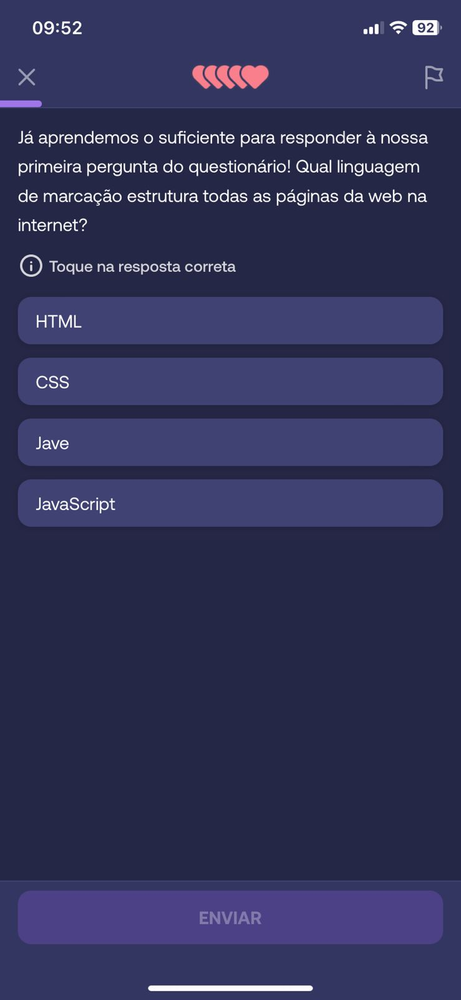 09:52
92
Já aprendemos o suficiente para responder à nossa
primeira pergunta do questionário! Qual linguagem
de marcação estrutura todas as páginas da web na
internet?
Toque na resposta correta
HTML
CSS
Jave
JavaScript
ENVIAR